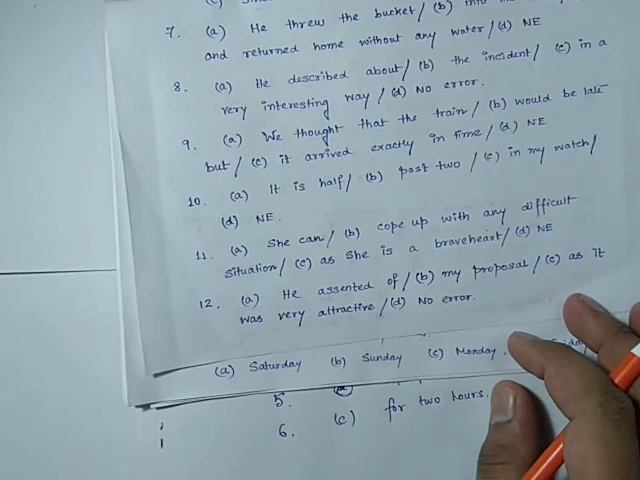 (c)
7. (a) He threw the bucket/ (b) into
and returned home without any water/ (d) NE
8. (a) He described about/ (b) the incident/ (c) in a
very interesting way / (d) No error.
9. (a) We thought that the train/ (b) would be late
but/ (c) it arrived exactly in time/ (d) NE
10. (a) It is half/ (b) past two / (c) in my watch/
(d) NE.
11. (a) She can/ (b) cope up with any difficult
situation/ (c) as she is a braveheart/ (d) NE
12. (a) He assented of/ (b) my proposal/ (c) as it
was very attractive / (d) No error.
(a) Saturday (b) Sunday (c) Monday.
5.
6. (c) for two hours.